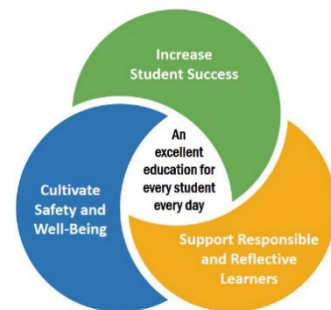 Increase
Student Success
An
excellent
education for
every student
every day
Cultivate
Safety and
Well-Being
Support Responsible
and Reflective
Learners